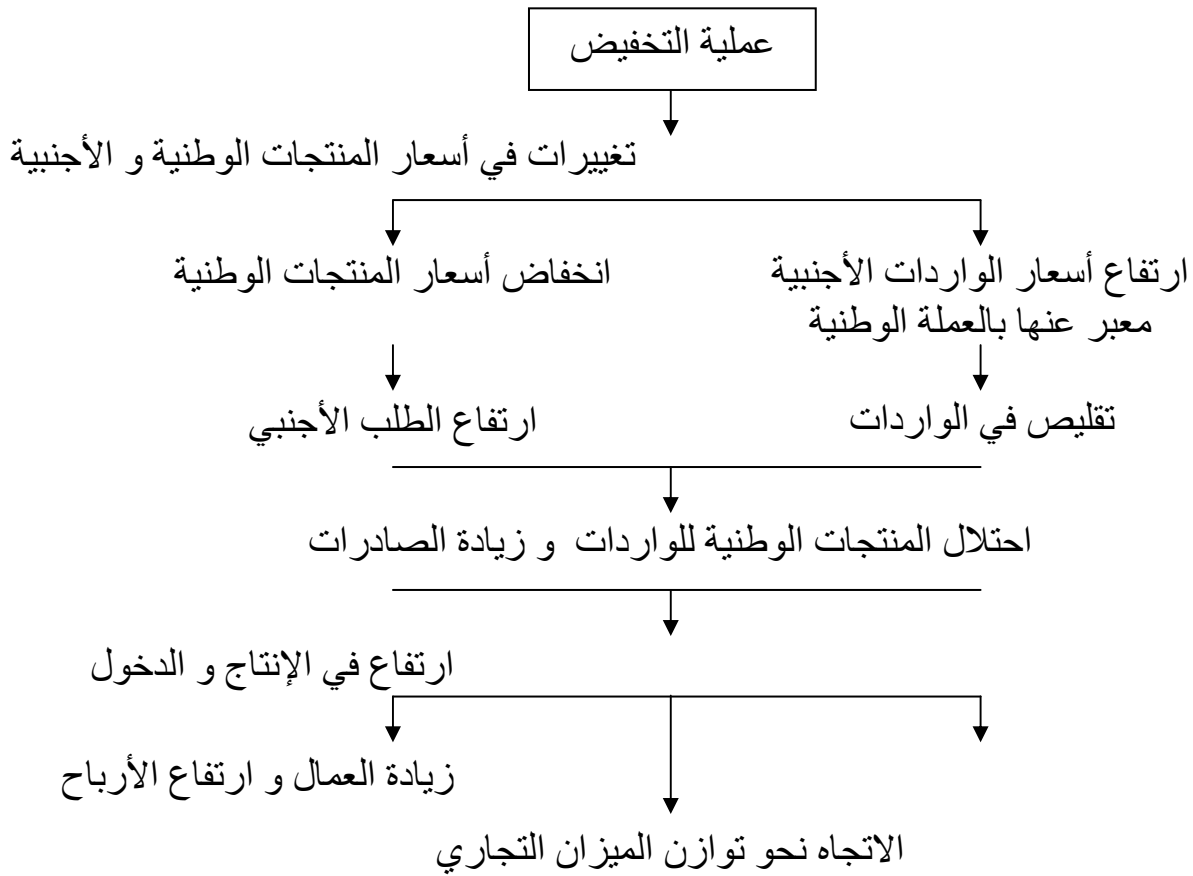 عملية التخفيض
تغييرات في أسعار المنتجات الوطنية و الأجنبية
ارتفاع أسعار الواردات الأجنبية
معبر عنها بالعملة الوطنية
انخفاض أسعار المنتجات الوطنية
تقليص في الواردات
ارتفاع الطلب الأجنبي
احتلال المنتجات الوطنية للواردات و زيادة الصادرات
ارتفاع في الإنتاج و الدخول
زيادة العمال و ارتفاع الأرباح
الاتجاه نحو توازن الميزان التجاري